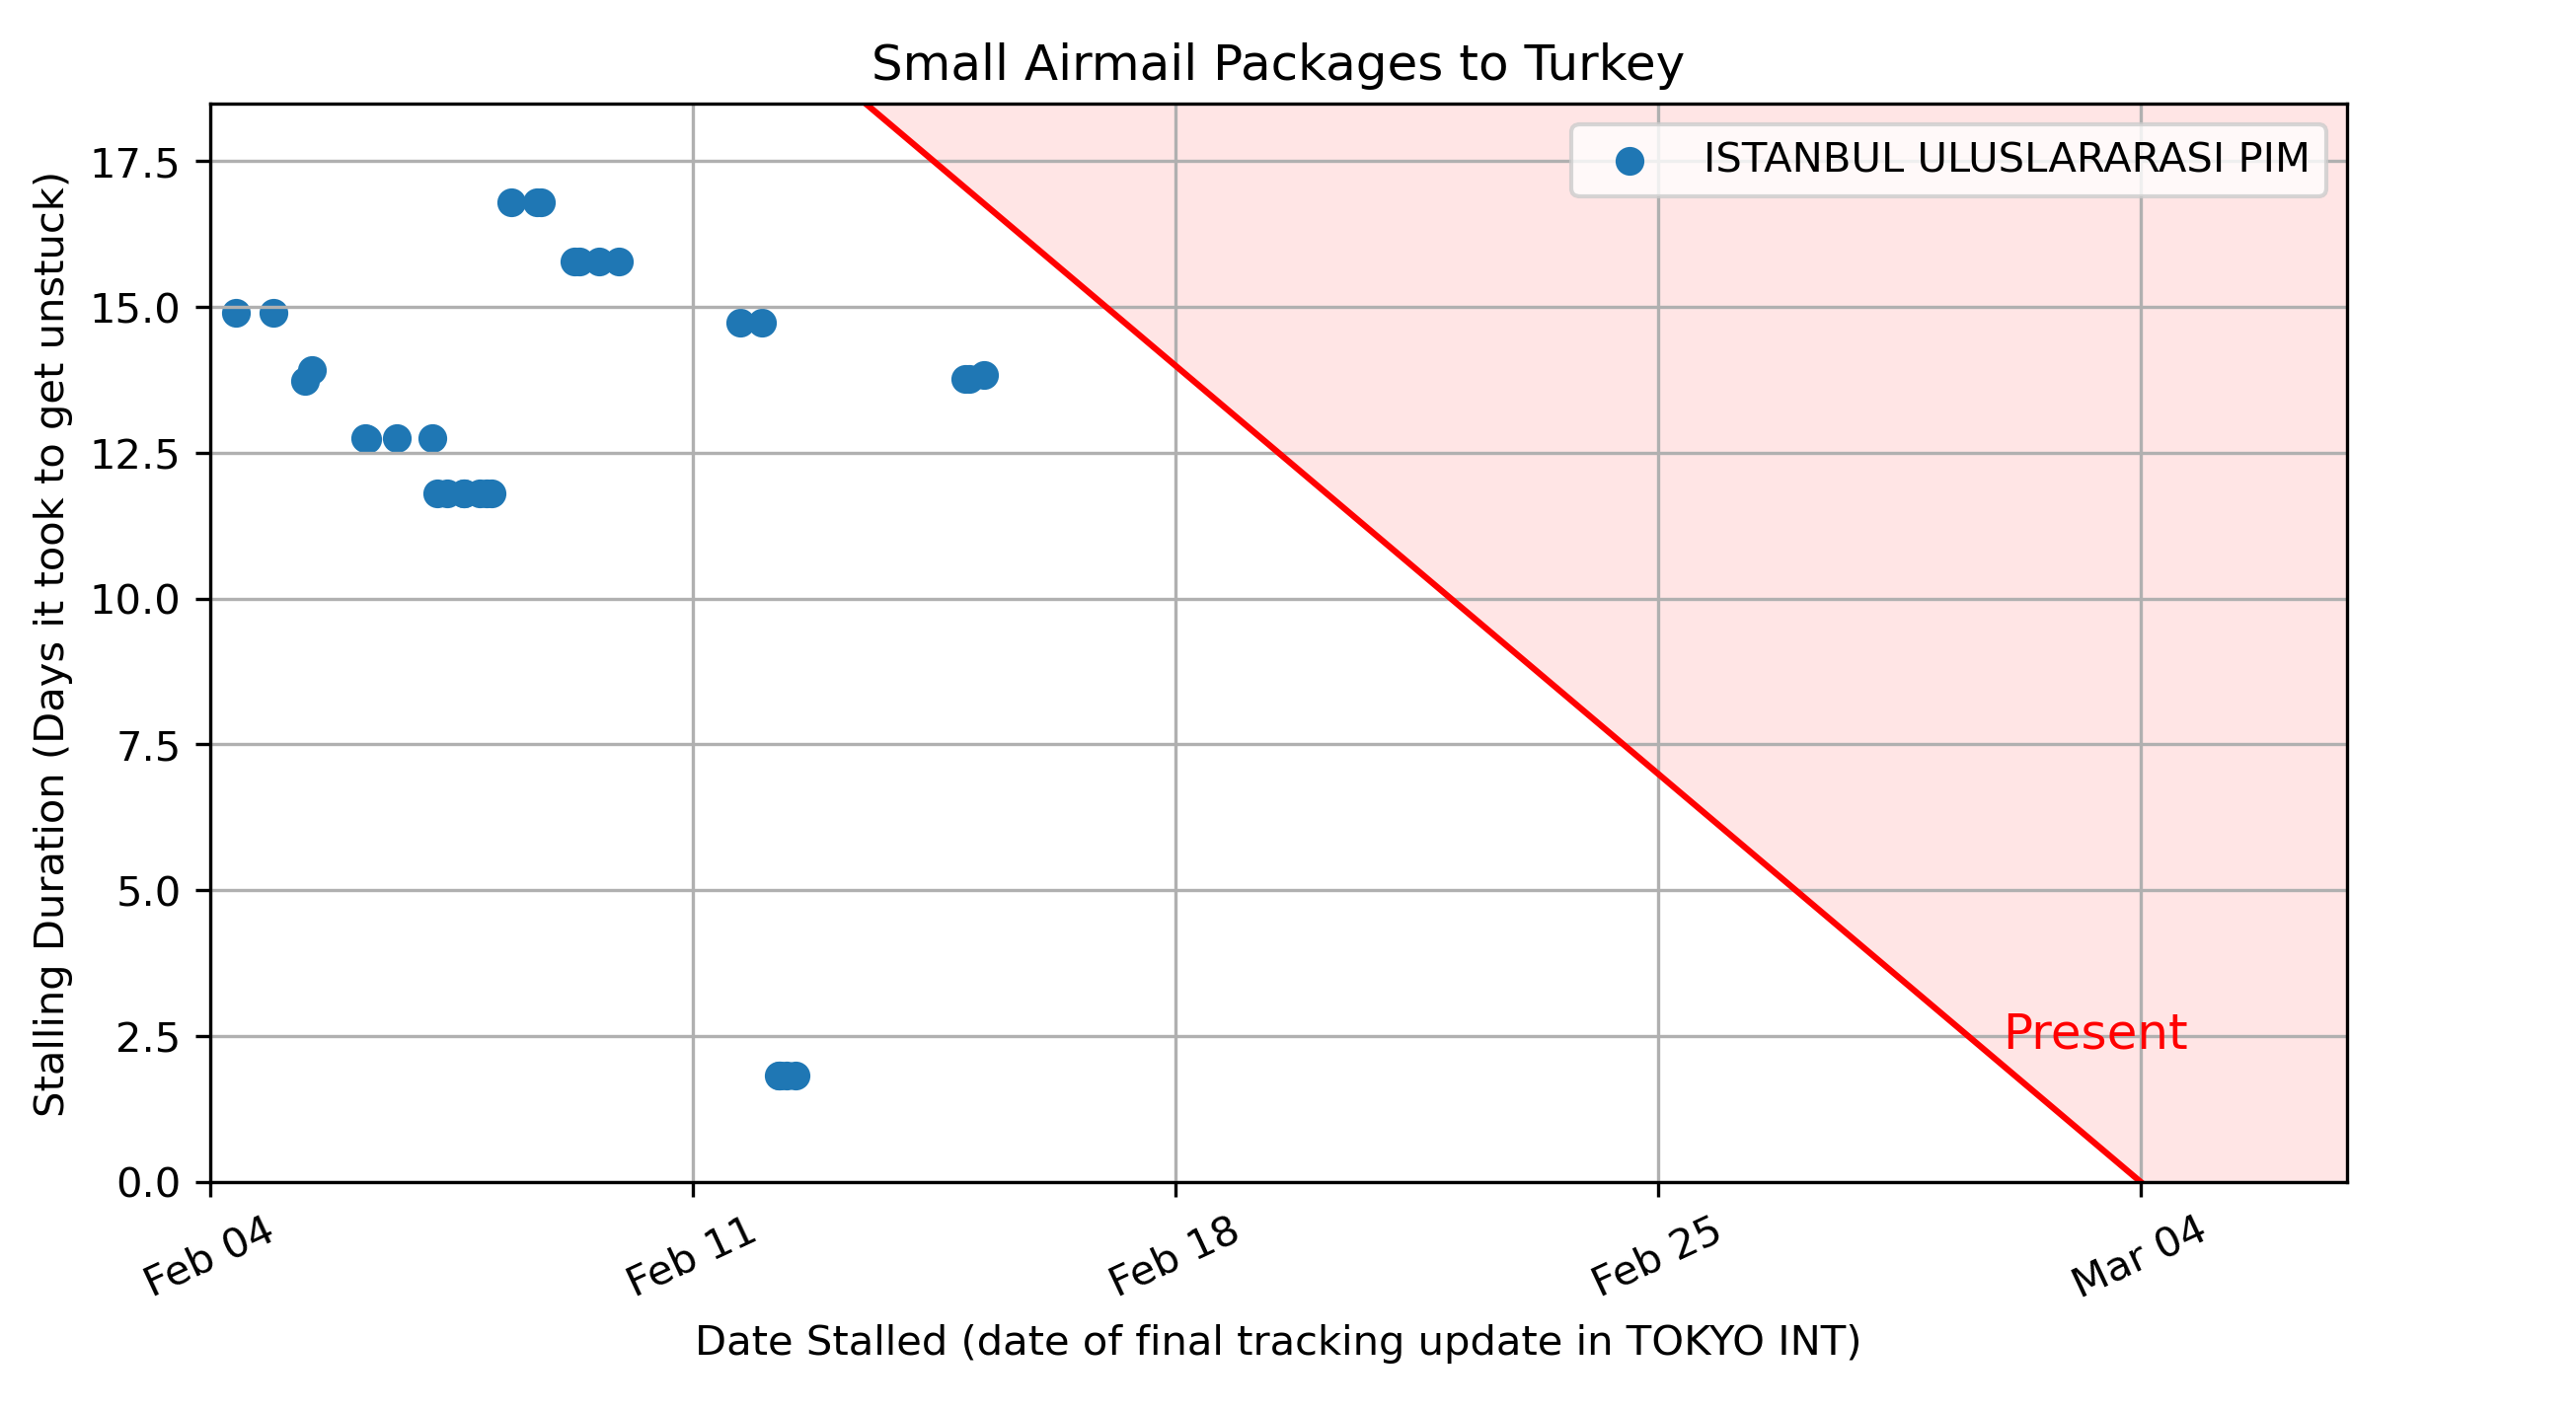 Small Airmail Packages to Turkey
ISTANBUL ULUSLARARASI PIM
Stalling Duration (Days it took to get unstuck)
17.5
15.0
12.5
10.0
7.5
5.0
2.5
0.0
Present
Feb 04
Feb 11
Feb 18
Feb 25
Mar 04
Date Stalled (date of final tracking update in TOKYO INT)